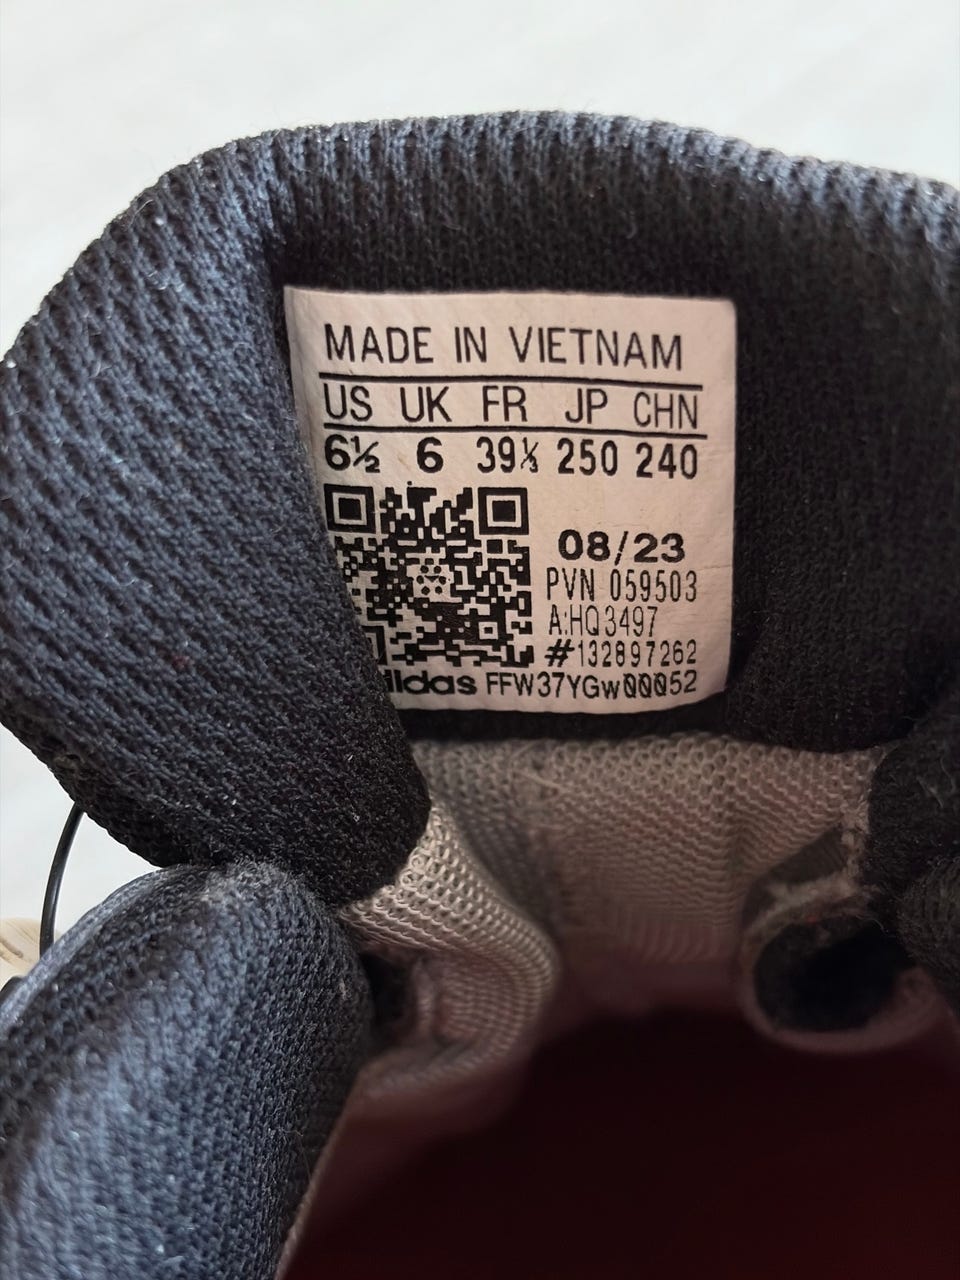 MADE IN VIETNAM
US UK FR JP CHN
6½ 6 39⅓ 250 240
08/23
PVN 059503
A:HQ3497
#132897262
adidas FFW37YGw00052